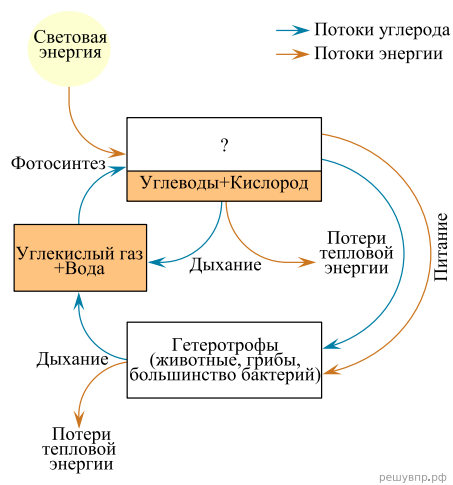 Световая
энергия
Потоки углерода
Потоки энергии
?
Фотосинтез
Углеводы+Кислород
Углекислый газ
+Вода
Дыхание
Потери
тепловой
энергии
Питание
Гетеротрофы
(животные, грибы,
большинство бактерий)
Дыхание
Потери
тепловой
энергии
решувпр.рф